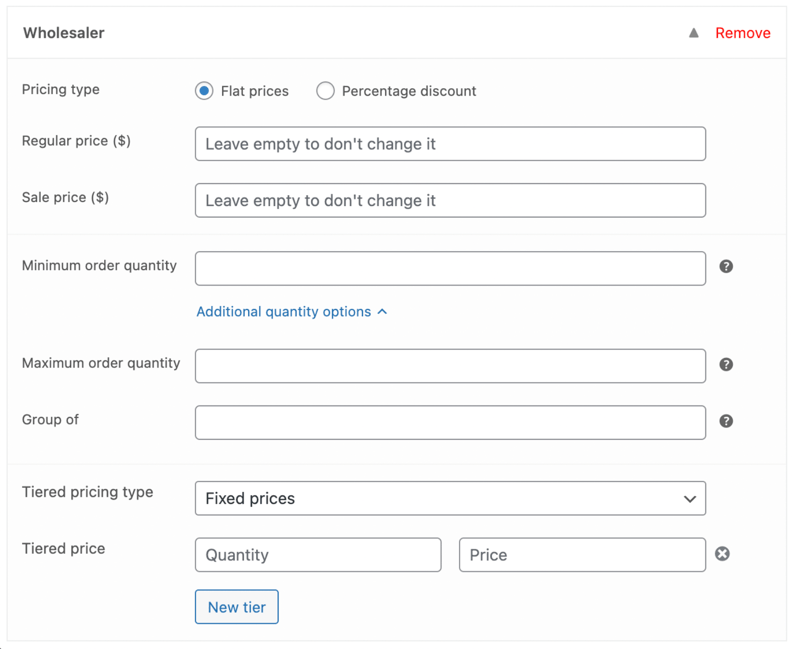 Wholesaler
Remove
Pricing type
Flat prices
Percentage discount
Regular price ($)
Leave empty to don't change it
Sale price ($)
Leave empty to don't change it
Minimum order quantity
Additional quantity options
Maximum order quantity
Group of
Tiered pricing type
Fixed prices
Tiered price
Quantity
Price
New tier